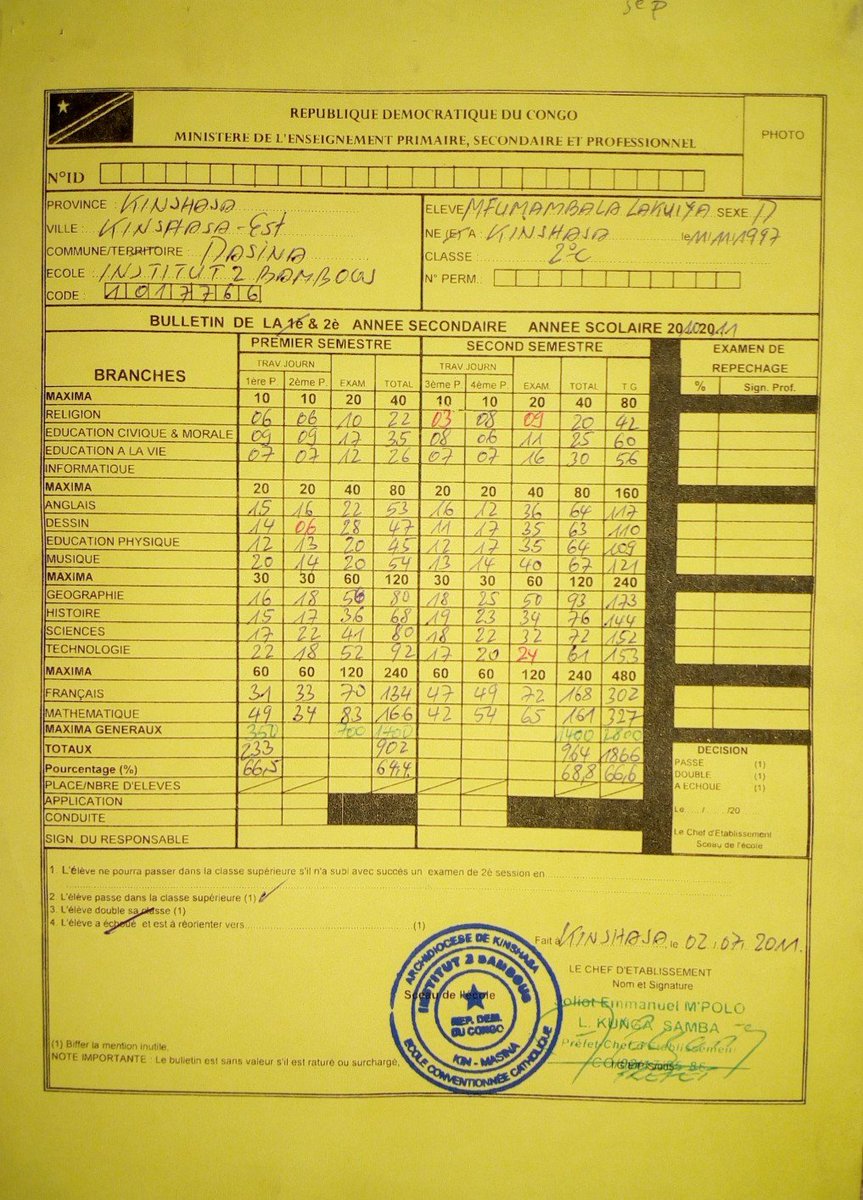 sep
REPUBLIQUE DEMOCRATIQUE DU CONGO
MINISTERE DE L'ENSEIGNEMENT PRIMAIRE, SECONDAIRE ET PROFESSIONNEL
PHOTO
N°ID
PROVINCE : KINSHASA
VILLE : KINSHASA-Est
COMMUNE/TERRITOIRE : MASINA
ECOLE : INSTITUT 2 BAMBOUS
CODE : 1017766
ELEVE MFUMAMBALA LAKUIYA SEXE M
NE (E) A : KINSHASA le 11/11/1997
CLASSE : 2°C
N° PERM.:
BULLETIN DE LA 1è & 2è ANNEE SECONDAIRE ANNEE SCOLAIRE 2010 2011
BRANCHES PREMIER SEMESTRE SECOND SEMESTRE EXAMEN DE REPECHAGE
TRAV JOURN TRAV JOURN
1ère P. 2ème P. EXAM TOTAL 3ème P 4ème P. EXAM TOTAL T G % Sign. Prof.
MAXIMA 10 10 20 40 10 10 20 40 80
RELIGION 06 06 10 22 03 08 09 20 42
EDUCATION CIVIQUE & MORALE 09 09 17 35 08 06 11 25 60
EDUCATION A LA VIE 07 07 12 26 07 07 16 30 56
INFORMATIQUE
MAXIMA 20 20 40 80 20 20 40 80 160
ANGLAIS 15 16 22 53 16 12 36 64 117
DESSIN 14 06 28 47 11 17 35 63 110
EDUCATION PHYSIQUE 12 13 20 45 12 17 35 64 109
MUSIQUE 20 14 20 54 13 14 40 67 121
MAXIMA 30 30 60 120 30 30 60 120 240
GEOGRAPHIE 16 18 80 18 25 50 93 173
HISTOIRE 15 17 36 68 19 23 34 76 144
SCIENCES 17 22 41 80 18 22 32 72 152
TECHNOLOGIE 22 18 52 92 17 20 24 61 153
MAXIMA 60 60 120 240 60 60 120 240 480
FRANÇAIS 31 33 70 134 47 49 72 168 302
MATHEMATIQUE 49 34 83 166 42 54 65 161 327
MAXIMA GENERAUX 350 700 1400 1400 2800
TOTAUX 233 902 964 1866
Pourcentage (%) 66,5 64,4 68,8 66,6
PLACE/NBRE D'ELEVES
APPLICATION
CONDUITE
SIGN. DU RESPONSABLE
DECISION
PASSE (1)
DOUBLE (1)
A ECHOUE (1)
Le...../...../20
Le Chef d'Etablissement
Sceau de l'école
1 L'élève ne pourra passer dans la classe supérieure s'il n'a subi avec succès un examen de 2è session en
2 L'élève passe dans la classe supérieure (1)
3. L'élève double sa classe (1)
4. L'élève a échoué et est à réorienter vers (1)
Fait à KINSHASA, le 02/07/2011.
LE CHEF D'ETABLISSEMENT
Nom et Signature
ARCHIDIOCESE DE KINSHASA
INSTITUT 2 BAMBOUS
Sceau de l'école
REP. DEM.
DU CONGO
KIN - MASINA
ECOLE CONVENTIONNÉE CATHOLIQUE
Joliot Emmanuel M'POLO
L. KUNGA SAMBA
Préfet Chef d'Etablissement
PREFET
(1) Biffer la mention inutile.
NOTE IMPORTANTE : Le bulletin est sans valeur s'il est raturé ou surchargé.